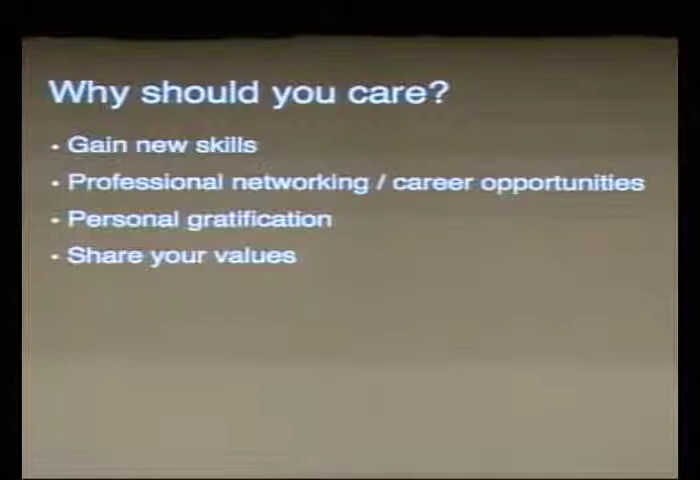 Why should you care?
• Gain new skills
• Professional networking / career opportunities
• Personal gratification
• Share your values